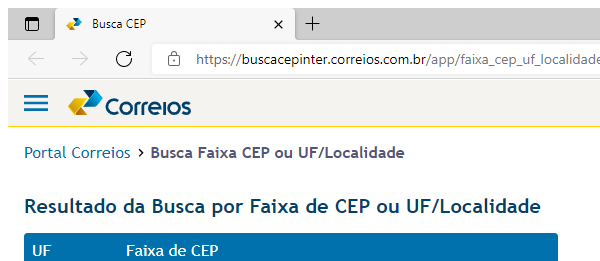 Busca CEP
https://buscacepinter.correios.com.br/app/faixa_cep_uf_localidade
Correios
Portal Correios > Busca Faixa CEP ou UF/Localidade
Resultado da Busca por Faixa de CEP ou UF/Localidade
UF Faixa de CEP